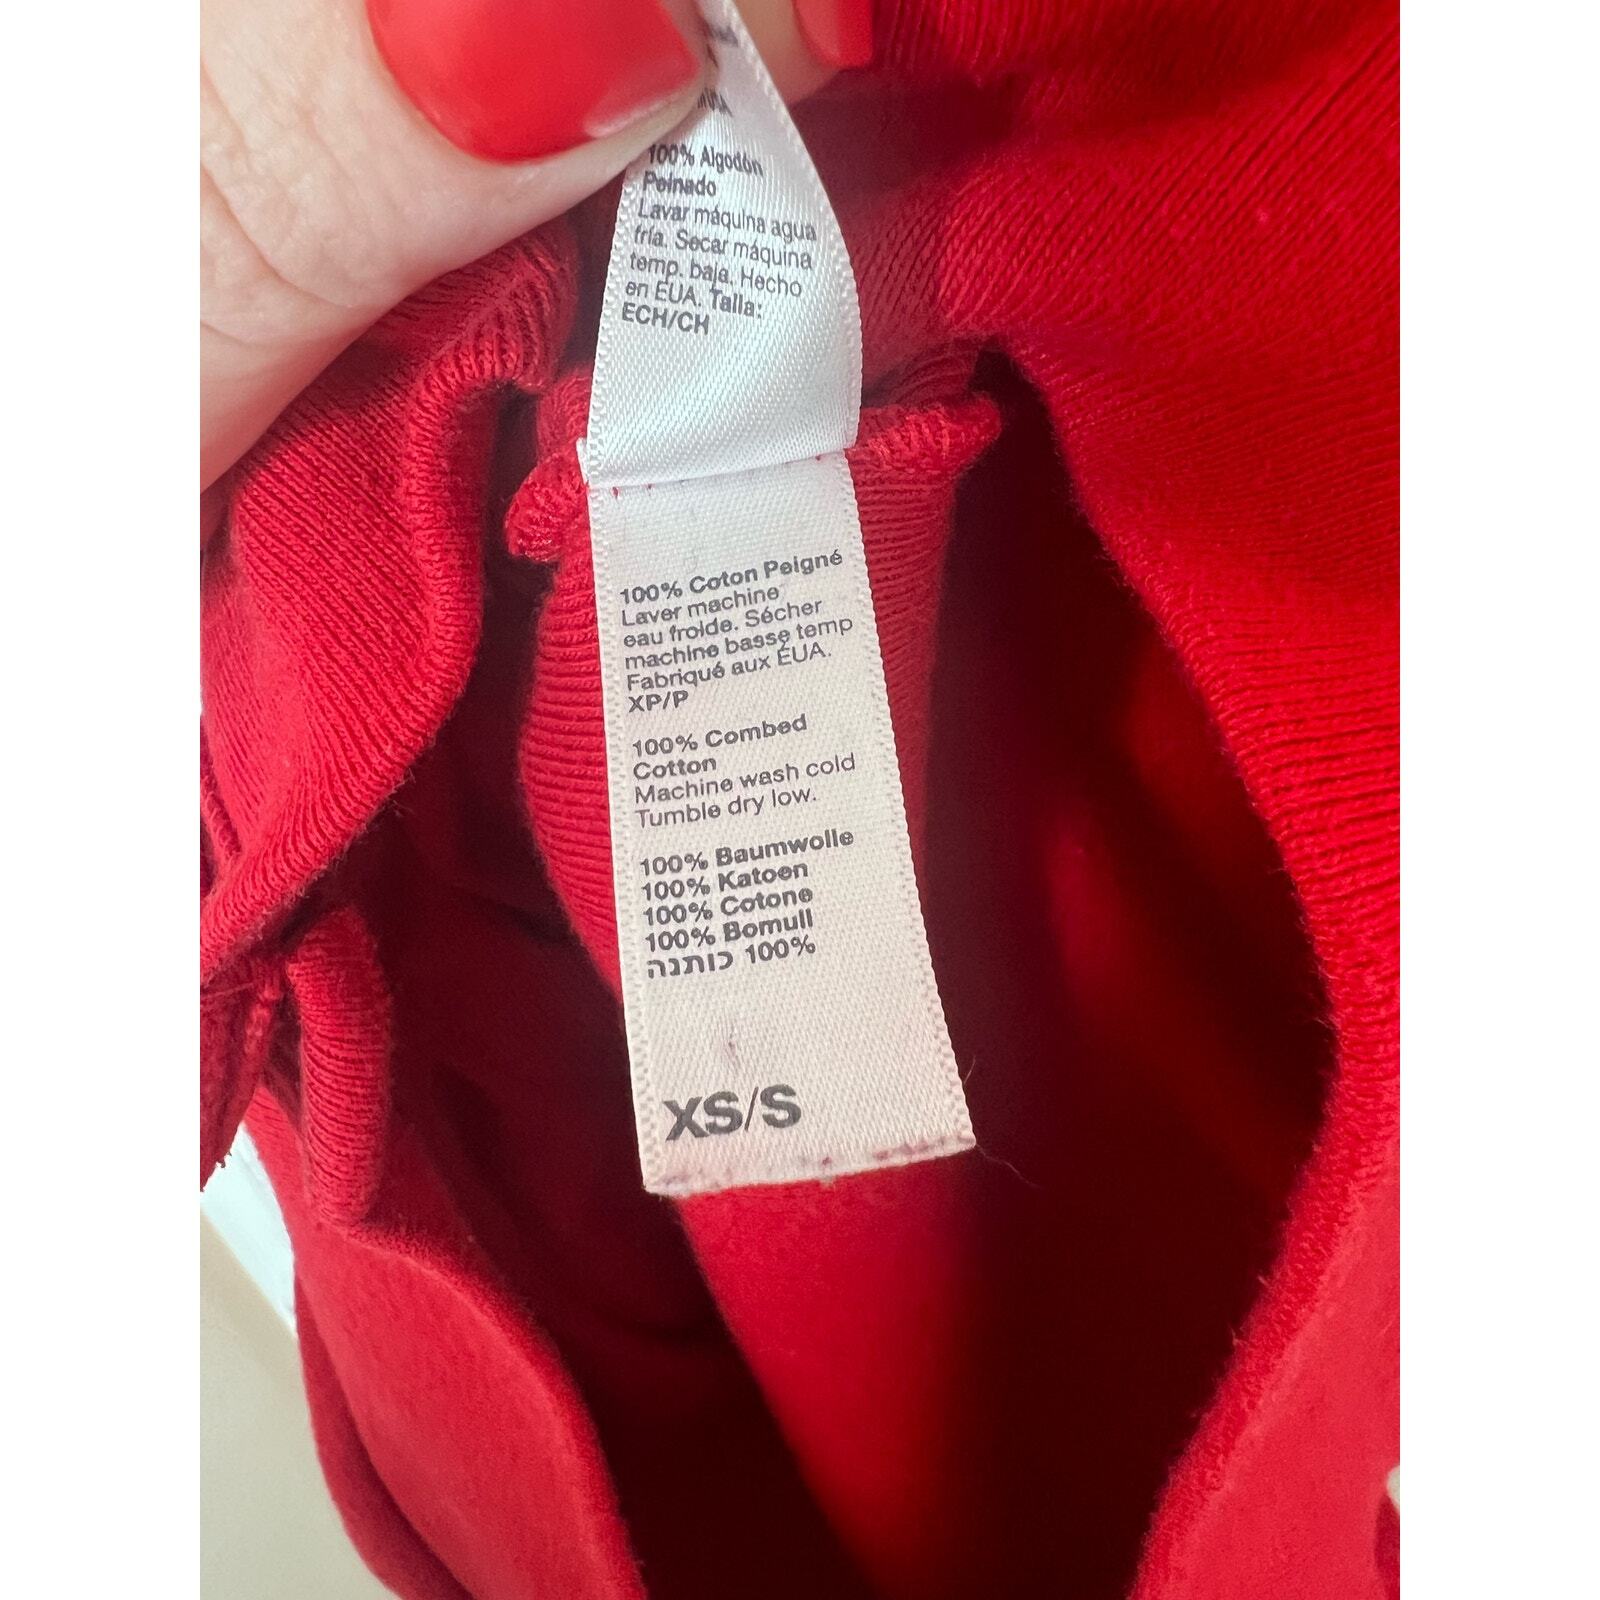 100% Algodón
Peinado
Lavar máquina agua
fría. Secar máquina
temp. baja. Hecho
en EUA. Talla:
ECH/CH
100% Coton Peigné
Laver machine
eau froide. Sécher
machine basse temp
Fabriqué aux ÉUA.
XP/P
100% Combed
Cotton
Machine wash cold
Tumble dry low.
100% Baumwolle
100% Katoen
100% Cotone
100% Bomull
100% כותנה
XS/S